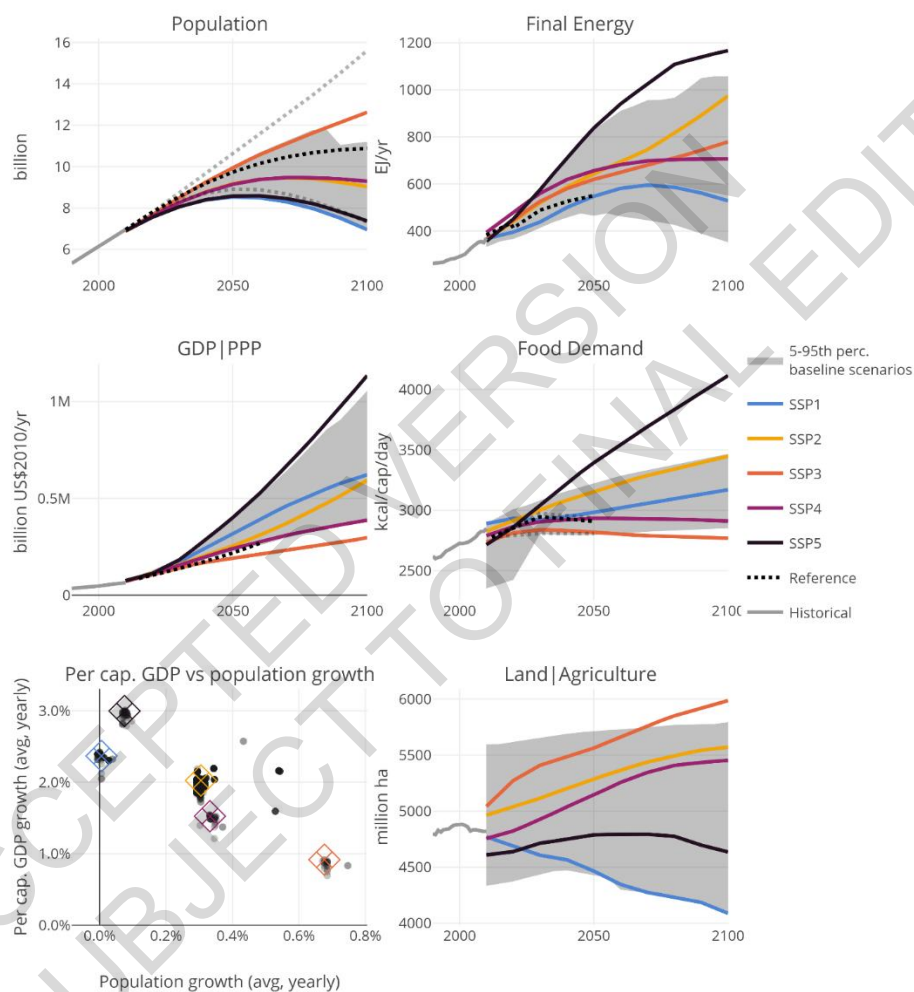 Population
16
14
12
10
8
6
billion
2000
2050
2100
Final Energy
1200
1000
800
600
400
EJ/yr
2000
2050
2100
GDP|PPP
1M
0.5M
0
billion US$2010/yr
2000
2050
2100
Food Demand
4000
3500
3000
2500
kcal/cap/day
2000
2050
2100
5-95th perc.
baseline scenarios
SSP1
SSP2
SSP3
SSP4
SSP5
Reference
Historical
Per cap. GDP vs population growth
3.0%
2.0%
1.0%
0.0%
Per cap. GDP growth (avg, yearly)
0.0%
0.2%
0.4%
0.6%
0.8%
Population growth (avg, yearly)
Land|Agriculture
6000
5500
5000
4500
4000
million ha
2000
2050
2100
ACCEPTED VERSION
SUBJECT TO FINAL EDIT